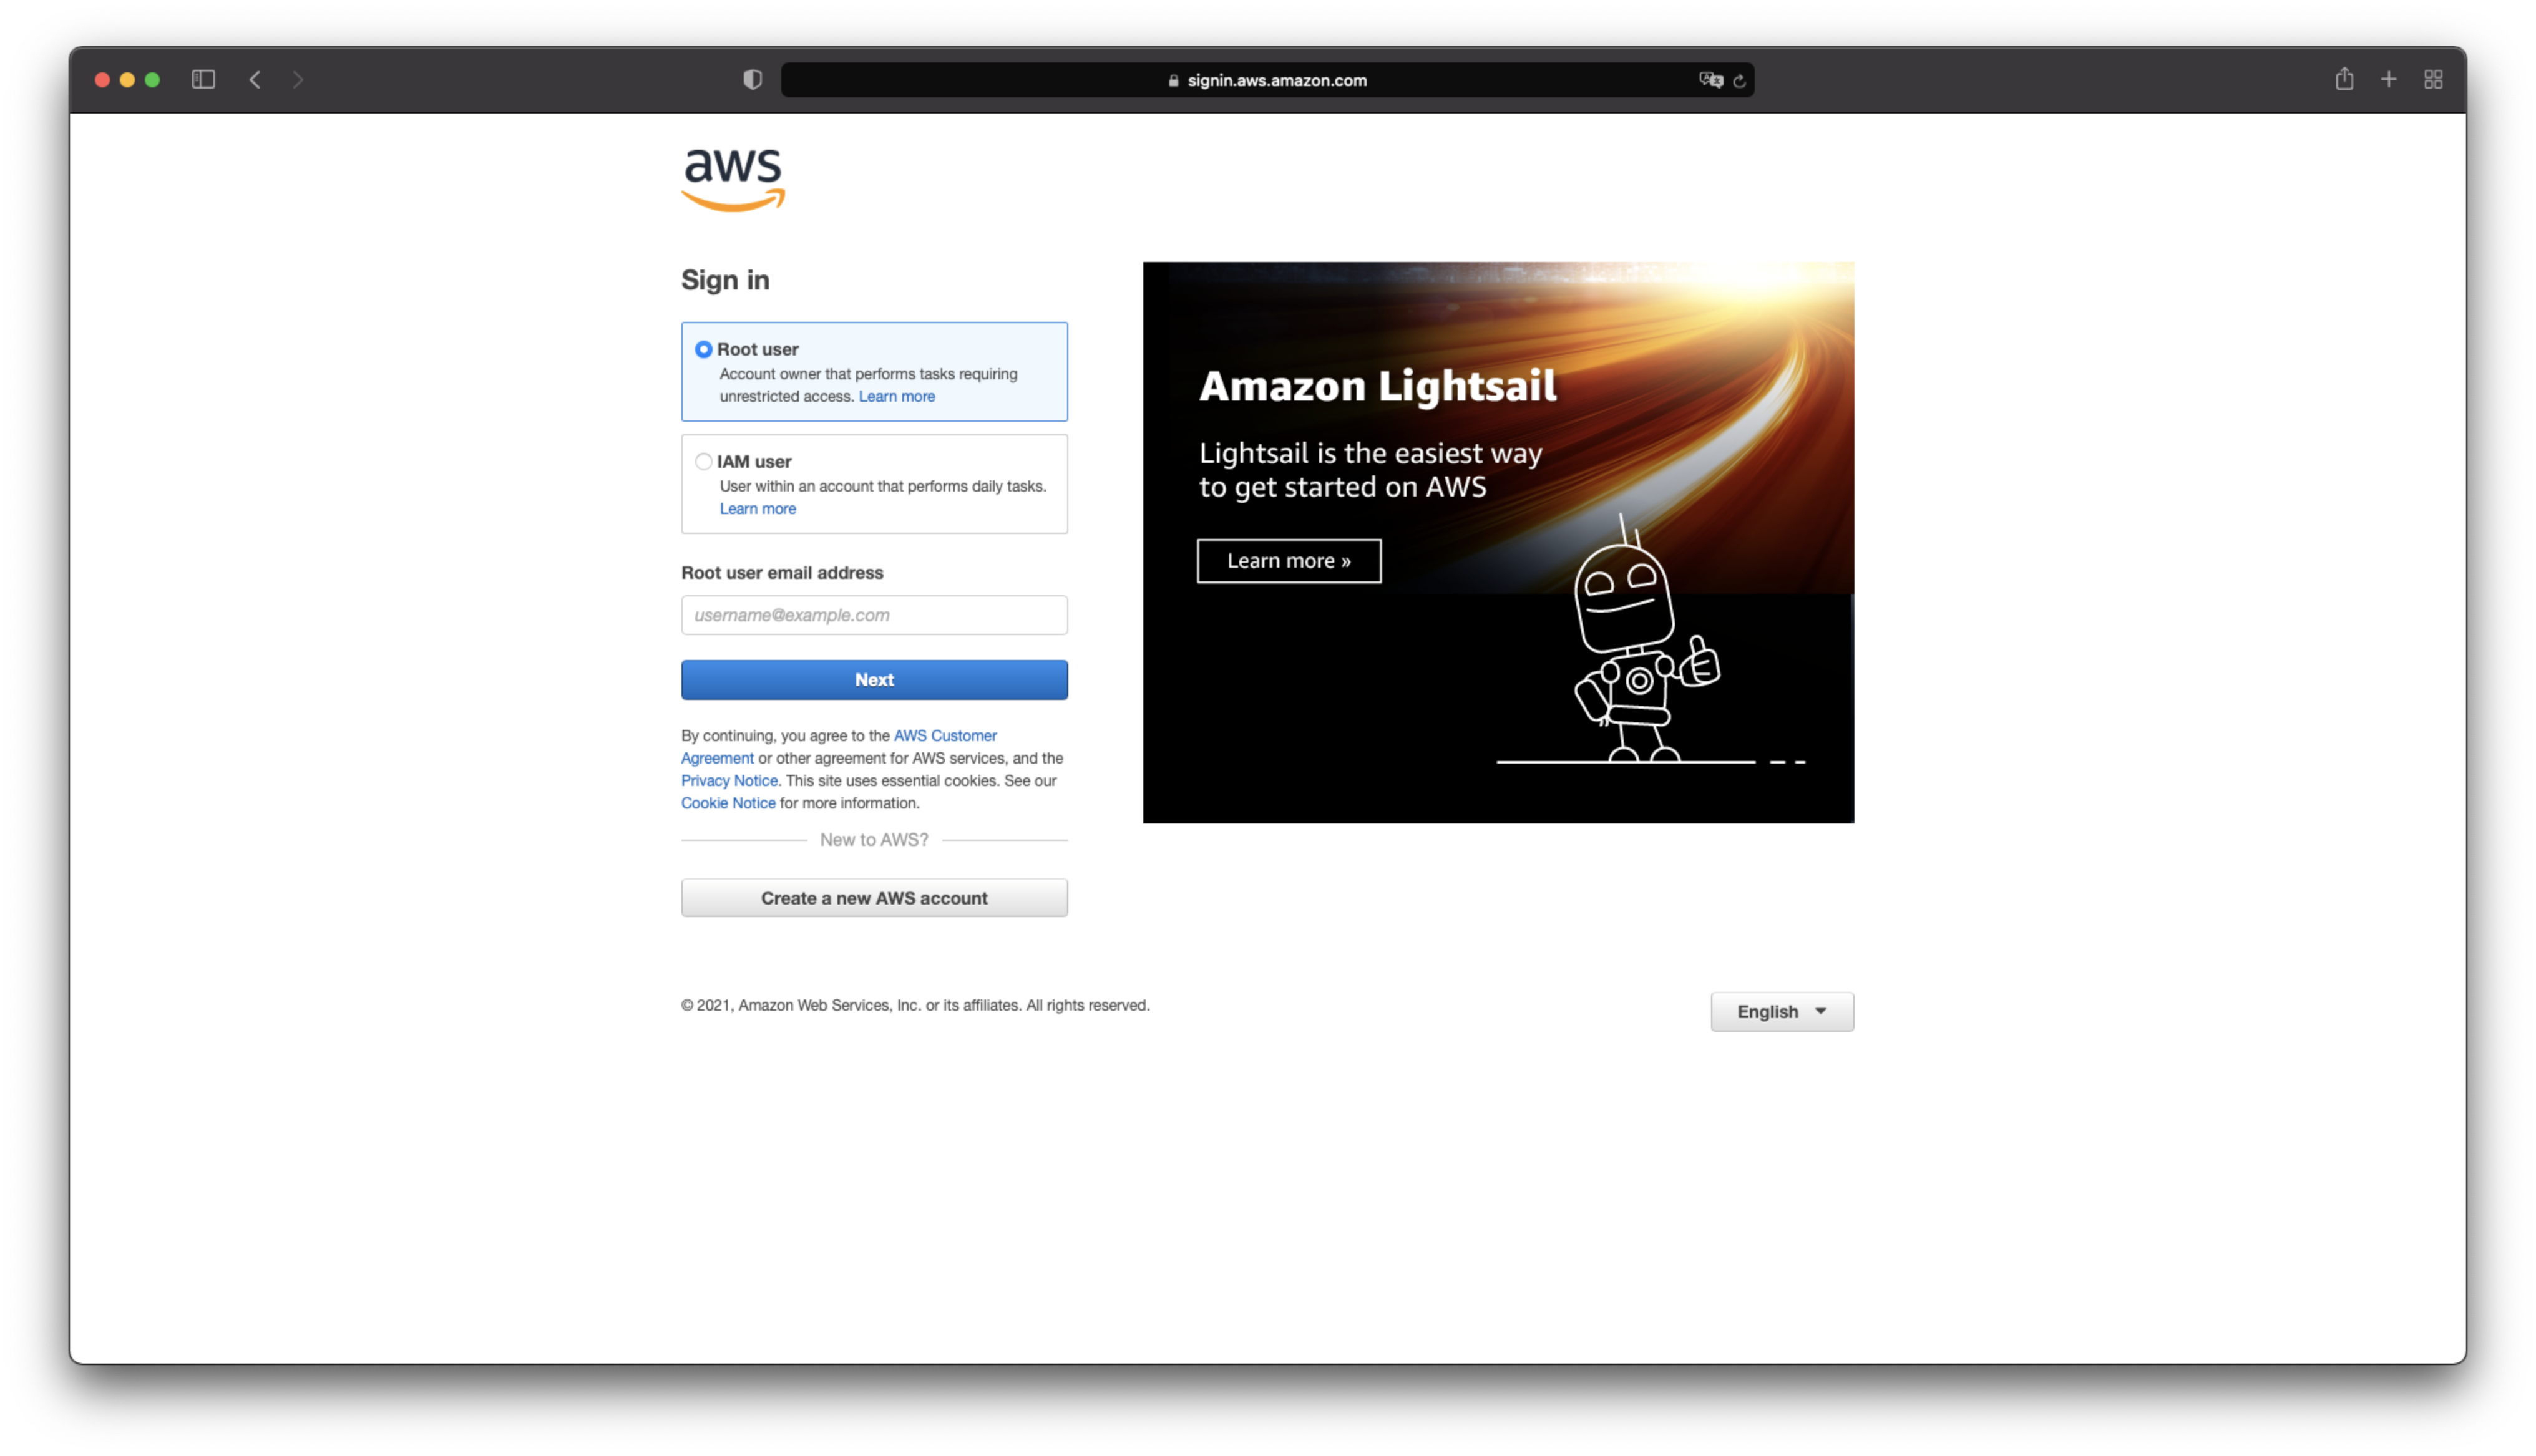 signin.aws.amazon.com
aws
Sign in
Root user
Account owner that performs tasks requiring
unrestricted access. Learn more
IAM user
User within an account that performs daily tasks.
Learn more
Root user email address
username@example.com
Next
By continuing, you agree to the AWS Customer
Agreement or other agreement for AWS services, and the
Privacy Notice. This site uses essential cookies. See our
Cookie Notice for more information.
New to AWS?
Create a new AWS account
Amazon Lightsail
Lightsail is the easiest way
to get started on AWS
Learn more »
© 2021, Amazon Web Services, Inc. or its affiliates. All rights reserved.
English